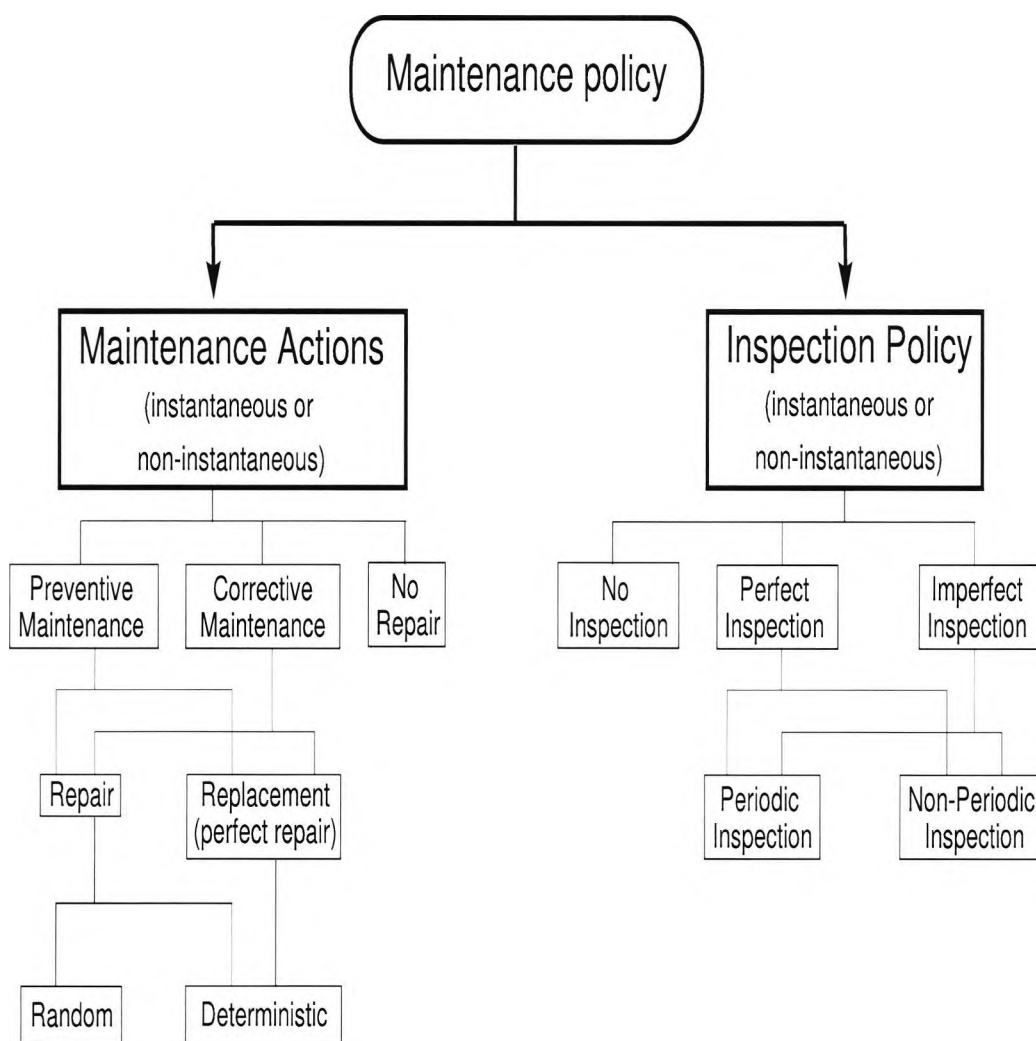 Maintenance policy
Maintenance Actions
(instantaneous or
non-instantaneous)
Inspection Policy
(instantaneous or
non-instantaneous)
Preventive
Maintenance
Corrective
Maintenance
No
Repair
No
Inspection
Perfect
Inspection
Imperfect
Inspection
Repair
Replacement
(perfect repair)
Periodic
Inspection
Non-Periodic
Inspection
Random
Deterministic